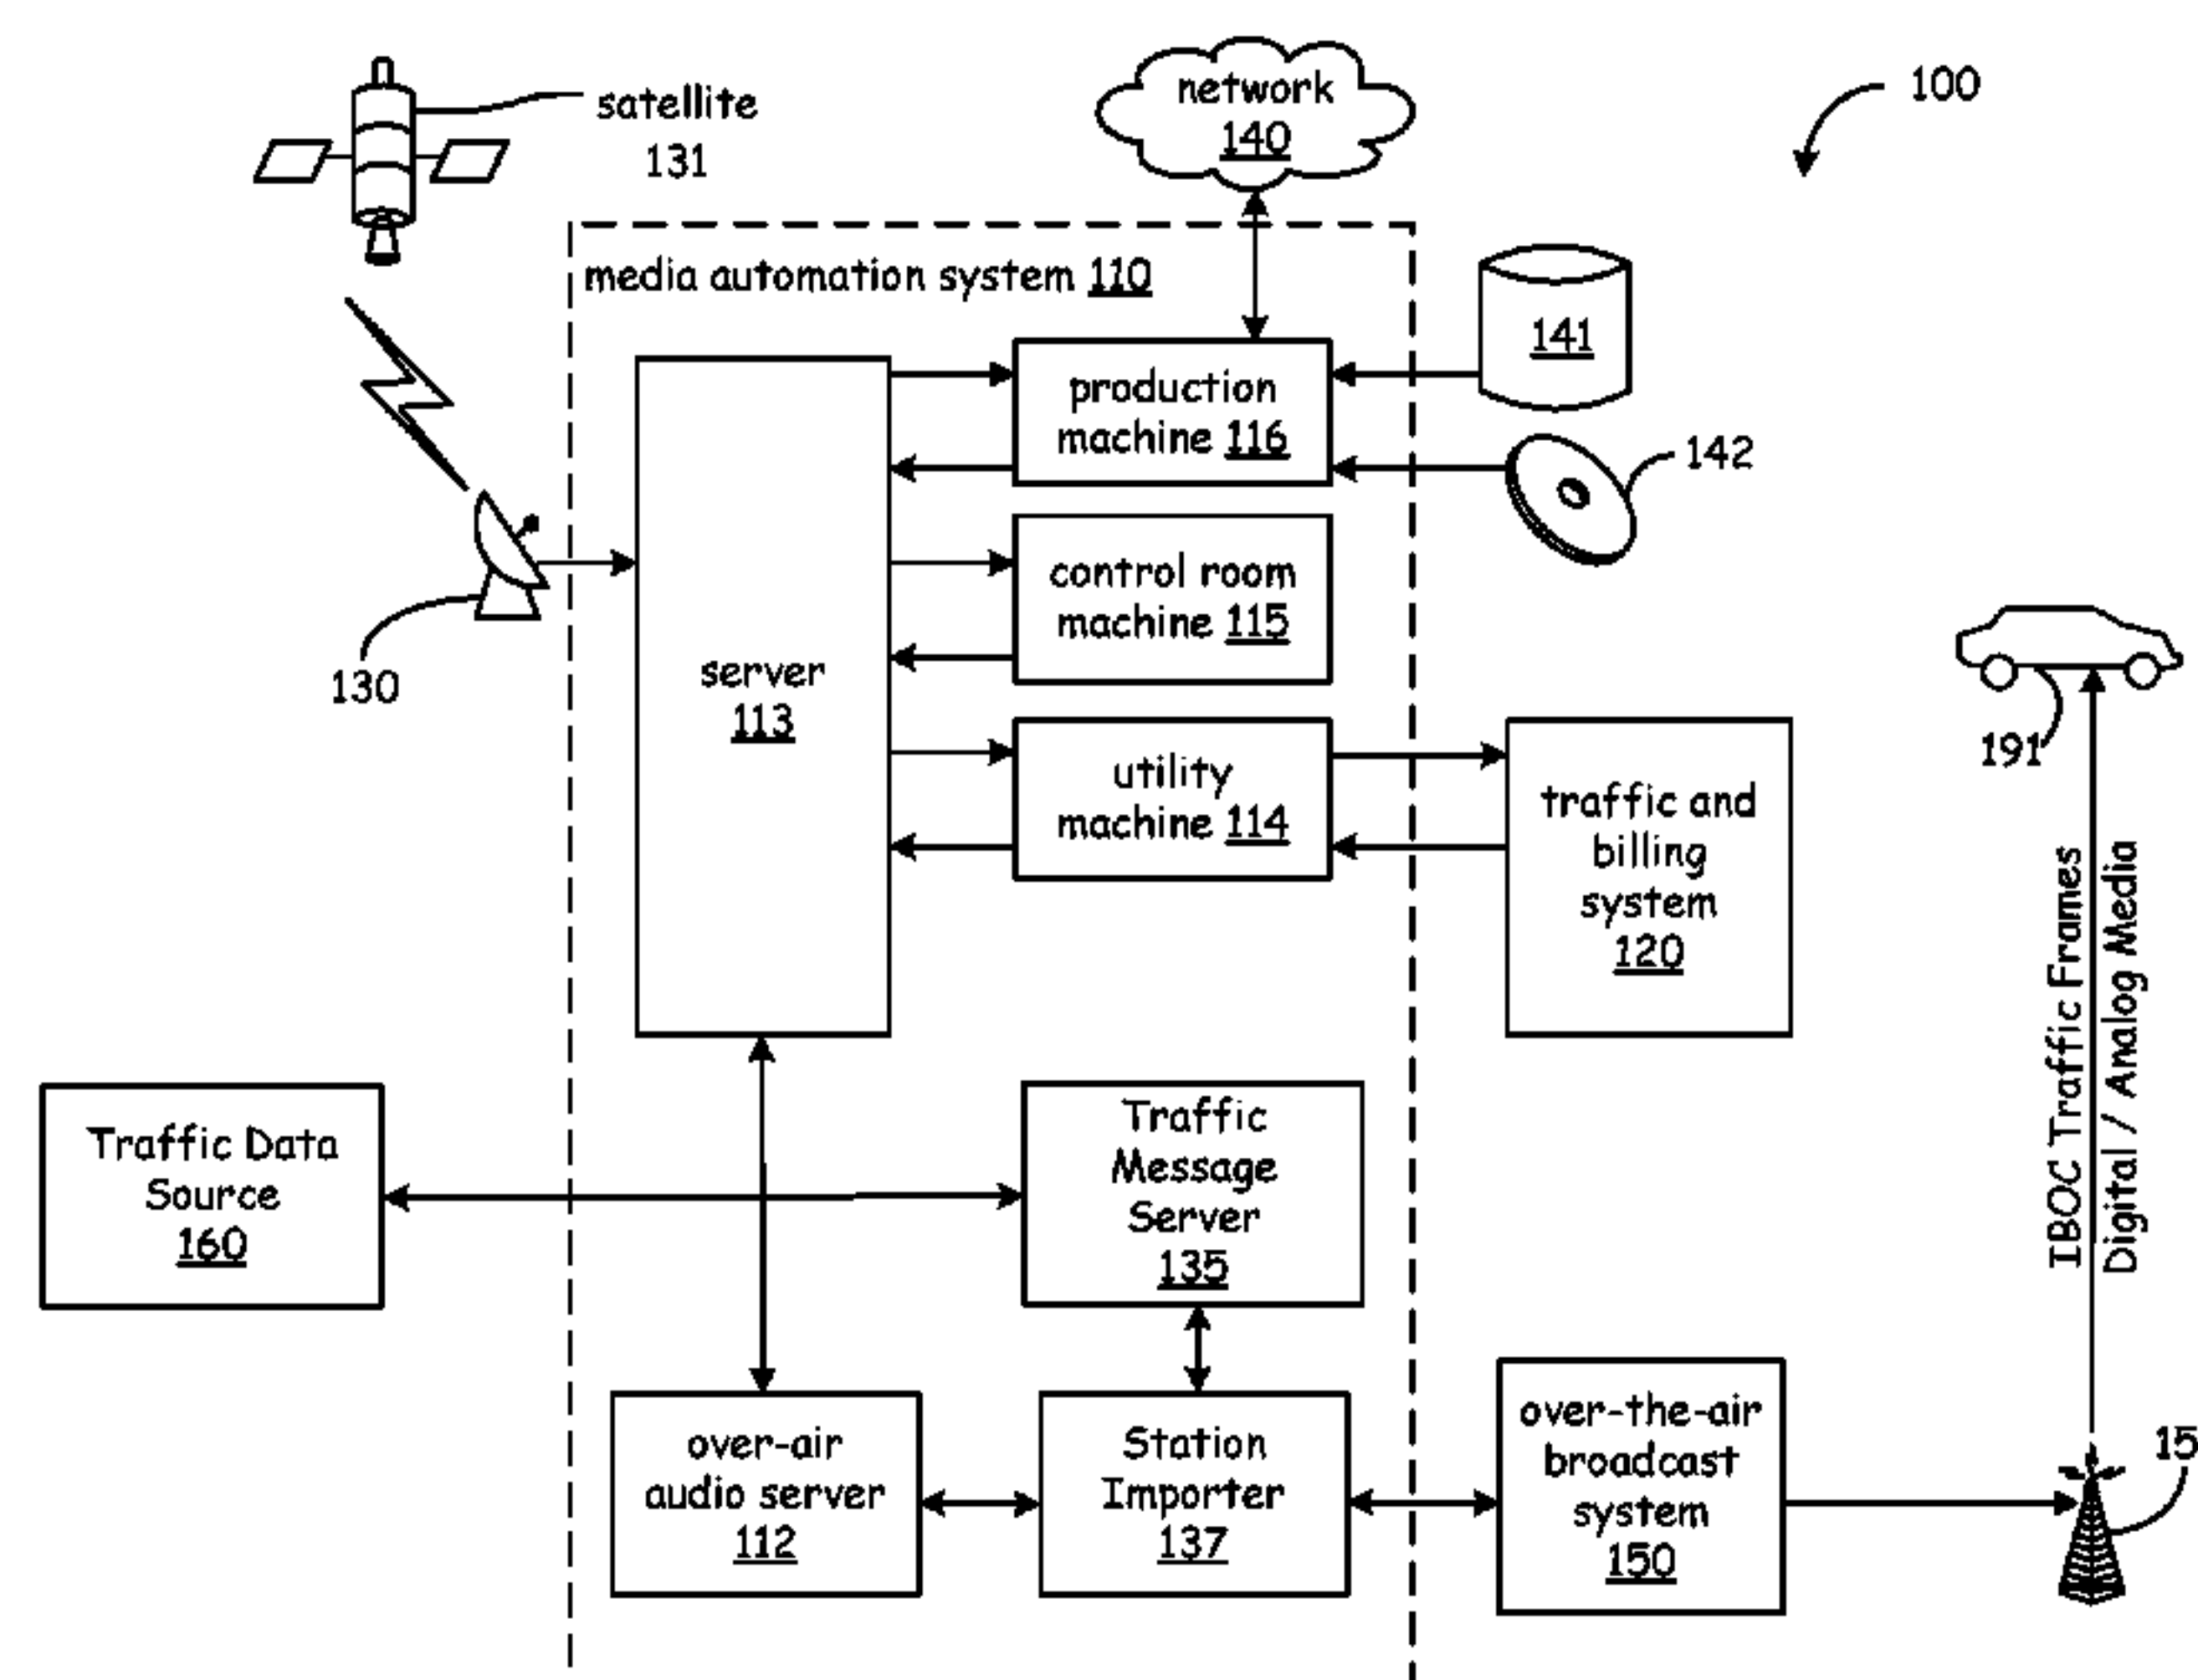 network
140
100
satellite
131
media automation system 110
141
production
machine 116
142
control room
machine 115
130
server
113
191
utility
machine 114
traffic and
billing
system
120
IBOC Traffic Frames
Digital / Analog Media
Traffic Data
Source
160
Traffic
Message
Server
135
over-air
audio server
112
Station
Importer
137
over-the-air
broadcast
system
150
15